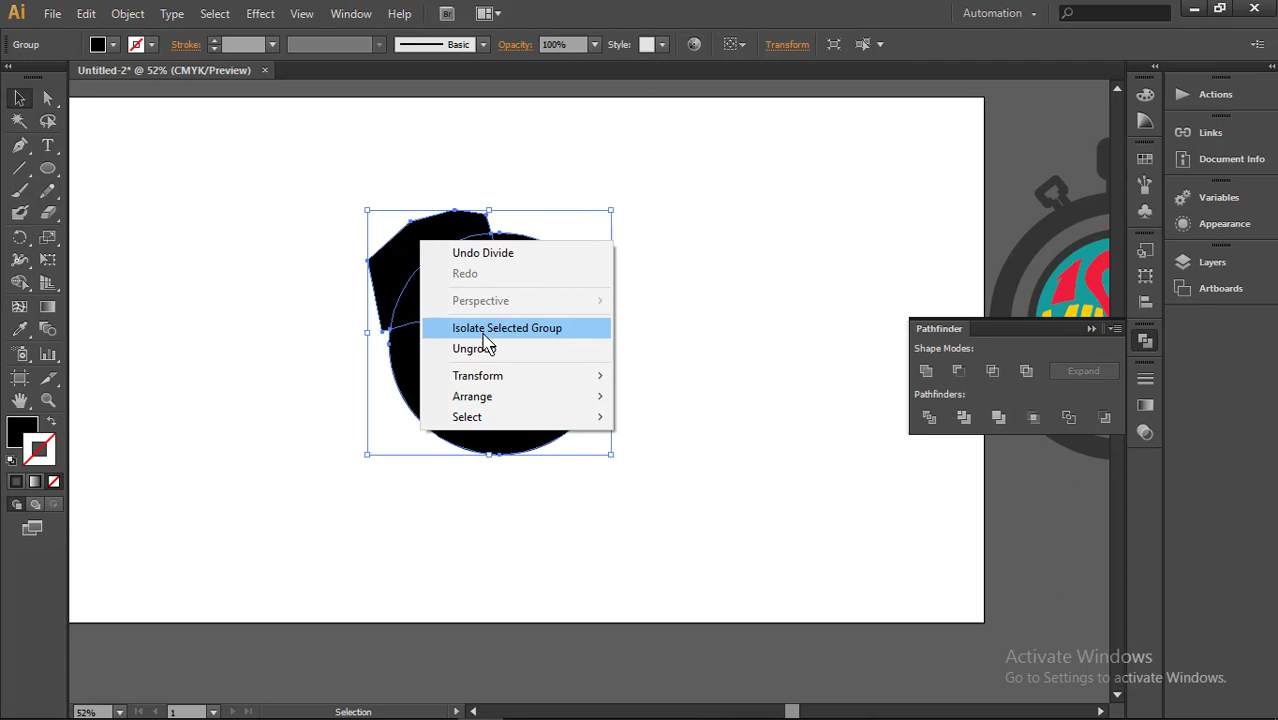 Ai File Edit Object Type Select Effect View Window Help Br Automation
Group Stroke: Basic Opacity: 100% Style: Transform
Untitled-2* @ 52% (CMYK/Preview) ×
Actions
Links
Document Info
Variables
Appearance
Layers
Artboards
Undo Divide
Redo
Perspective
Isolate Selected Group
Ungroup
Transform
Arrange
Select
Pathfinder
Shape Modes:
Expand
Pathfinders:
Activate Windows
Go to Settings to activate Windows.
52% 1 Selection